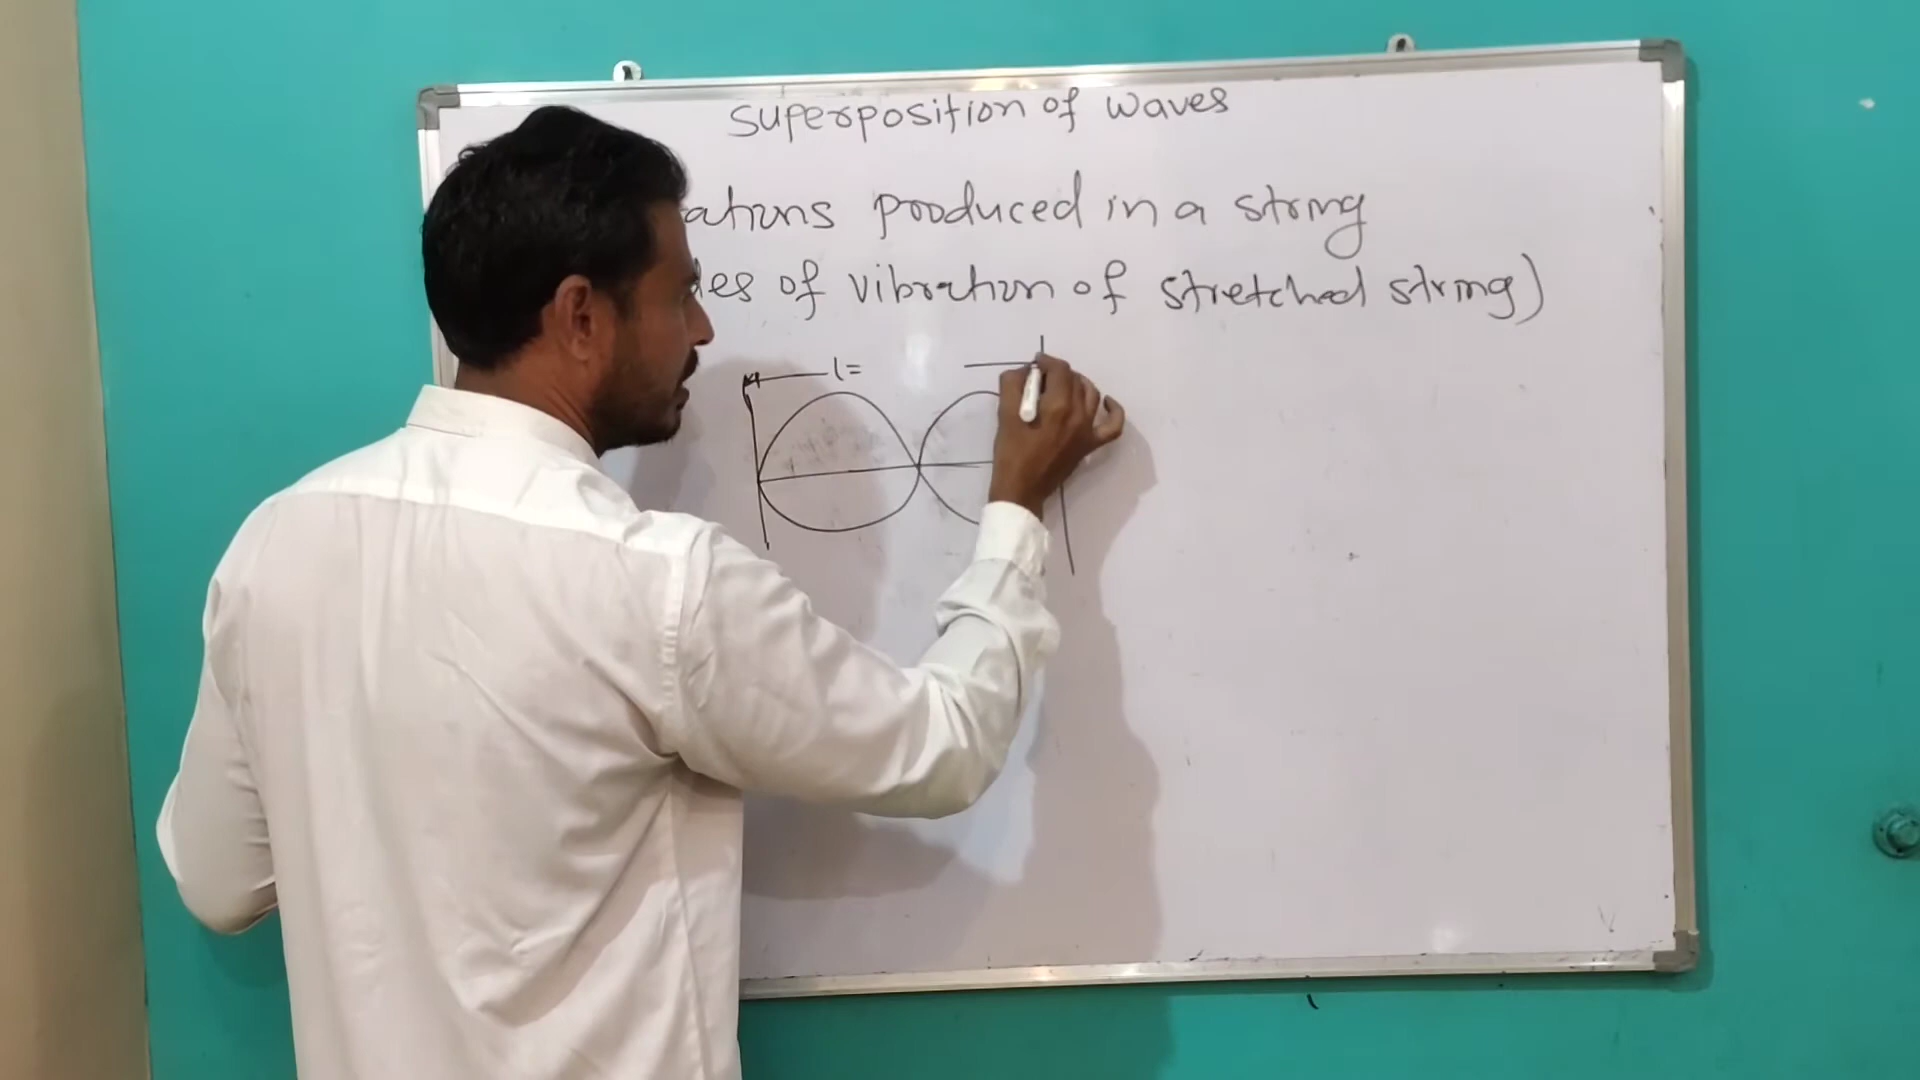 superposition of waves
ations produced in a string
des of vibration of stretched string)
l=